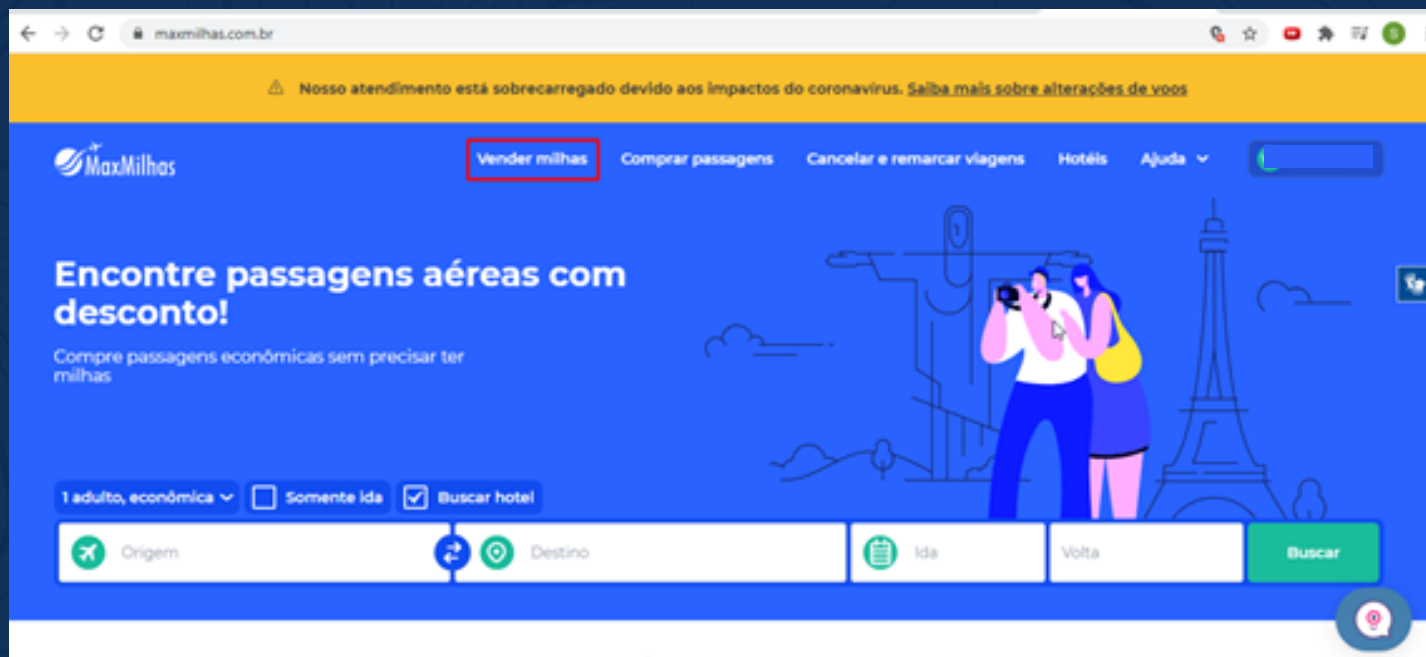 maxmilhas.com.br
S
Nosso atendimento está sobrecarregado devido aos impactos do coronavírus. Saiba mais sobre alterações de voos
MaxMilhas
Vender milhas
Comprar passagens
Cancelar e remarcar viagens
Hotéis
Ajuda
Encontre passagens aéreas com
desconto!
Compre passagens econômicas sem precisar ter
milhas
1 adulto, econômica
Somente ida
Buscar hotel
Origem
Destino
Ida
Volta
Buscar